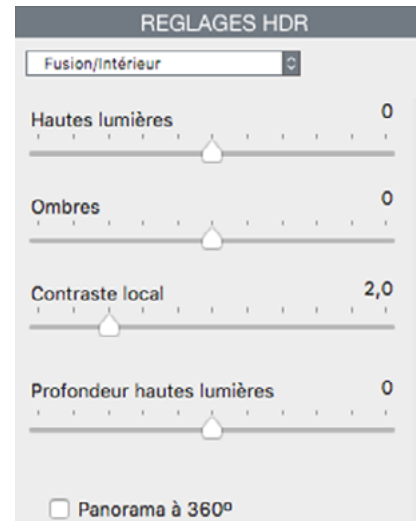 REGLAGES HDR
Fusion/Intérieur
Hautes lumières 0
Ombres 0
Contraste local 2,0
Profondeur hautes lumières 0
Panorama à 360º